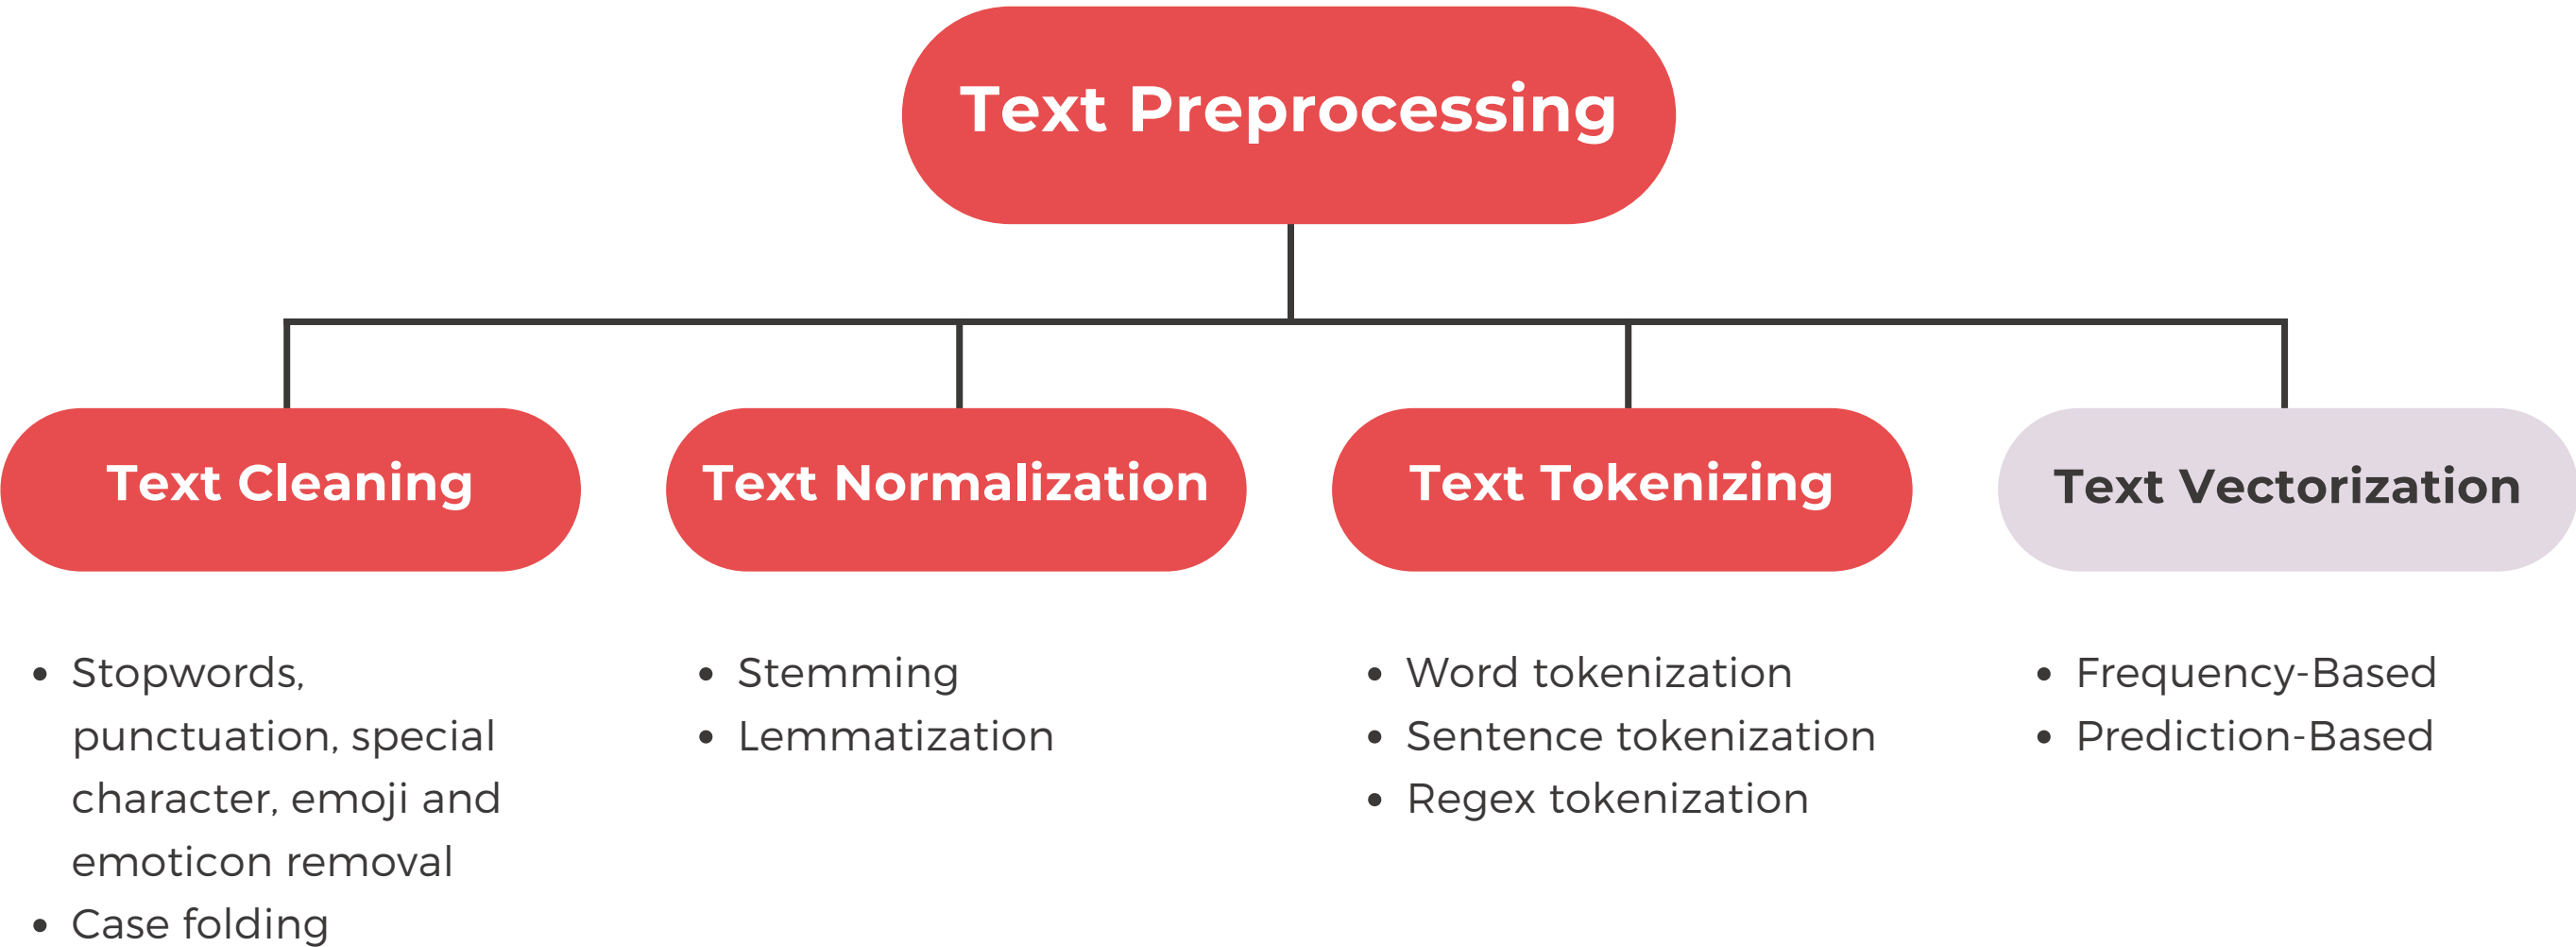 Text Preprocessing
Text Cleaning
Text Normalization
Text Tokenizing
Text Vectorization
• Stopwords,
punctuation, special
character, emoji and
emoticon removal
• Case folding
• Stemming
• Lemmatization
• Word tokenization
• Sentence tokenization
• Regex tokenization
• Frequency-Based
• Prediction-Based